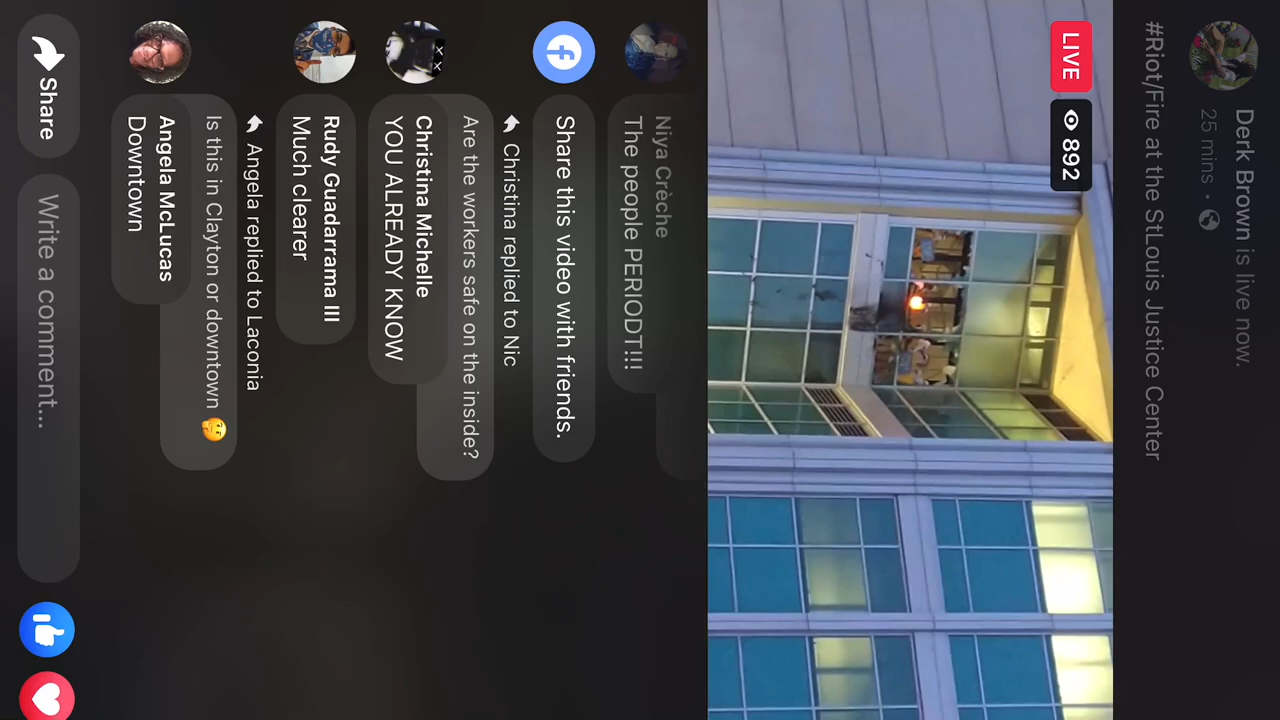 Derk Brown is live now.
25 mins ·
#Riot/Fire at the StLouis Justice Center
LIVE
892
Niya Crèche
The people PERIODT!!!
Share this video with friends.
Christina replied to Nic
Are the workers safe on the inside?
Christina Michelle
YOU ALREADY KNOW
Rudy Guadarrama III
Much clearer
Angela replied to Laconia
Is this in Clayton or downtown 🤔
Angela McLucas
Downtown
Share
Write a comment...